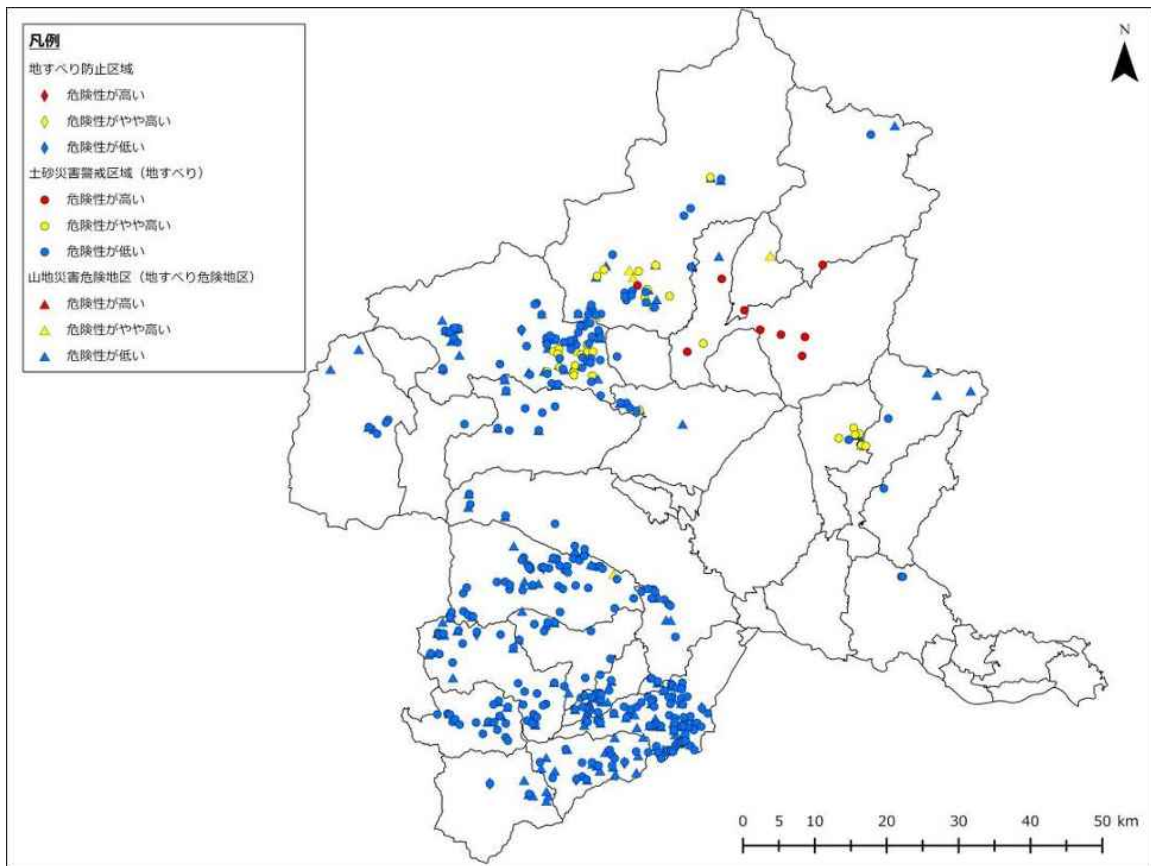 凡例
地すべり防止区域
危険性が高い
危険性がやや高い
危険性が低い
土砂災害警戒区域（地すべり）
危険性が高い
危険性がやや高い
危険性が低い
山地災害危険地区（地すべり危険地区）
危険性が高い
危険性がやや高い
危険性が低い
N
0 5 10 20 30 40 50 km